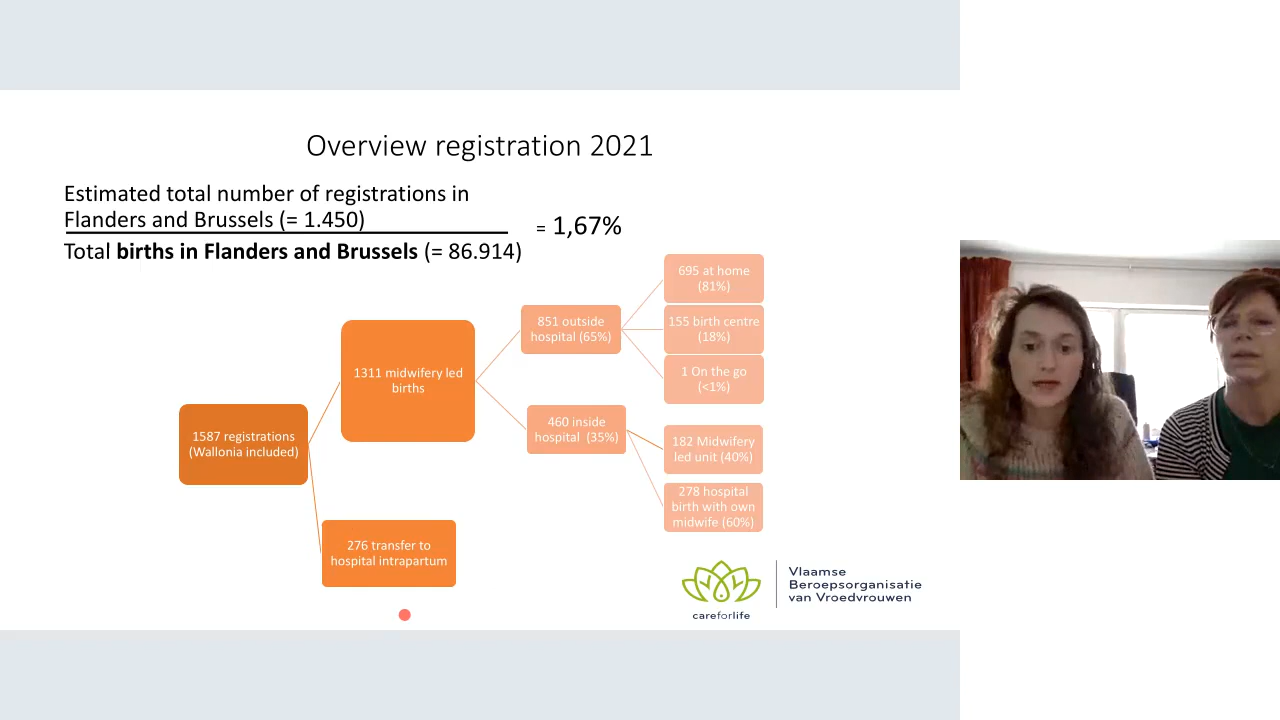 Overview registration 2021
Estimated total number of registrations in
Flanders and Brussels (= 1.450)
= 1,67%
Total births in Flanders and Brussels (= 86.914)
1587 registrations
(Wallonia included)
1311 midwifery led
births
276 transfer to
hospital intrapartum
851 outside
hospital (65%)
460 inside
hospital (35%)
695 at home
(81%)
155 birth centre
(18%)
1 On the go
(<1%)
182 Midwifery
led unit (40%)
278 hospital
birth with own
midwife (60%)
careforlife
Vlaamse
Beroepsorganisatie
van Vroedvrouwen